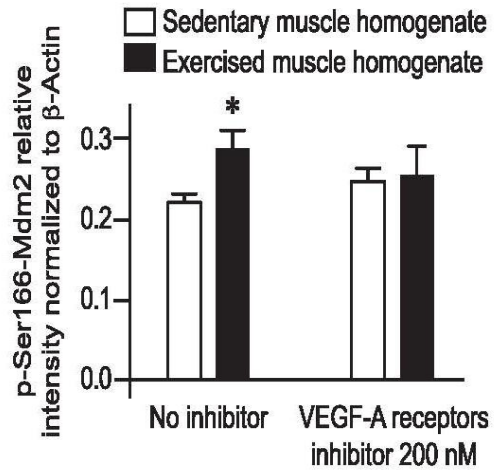 Sedentary muscle homogenate
Exercised muscle homogenate
p-Ser166-Mdm2 relative
intensity normalized to β-Actin
*
0.3
0.2
0.1
0.0
No inhibitor
VEGF-A receptors
inhibitor 200 nM